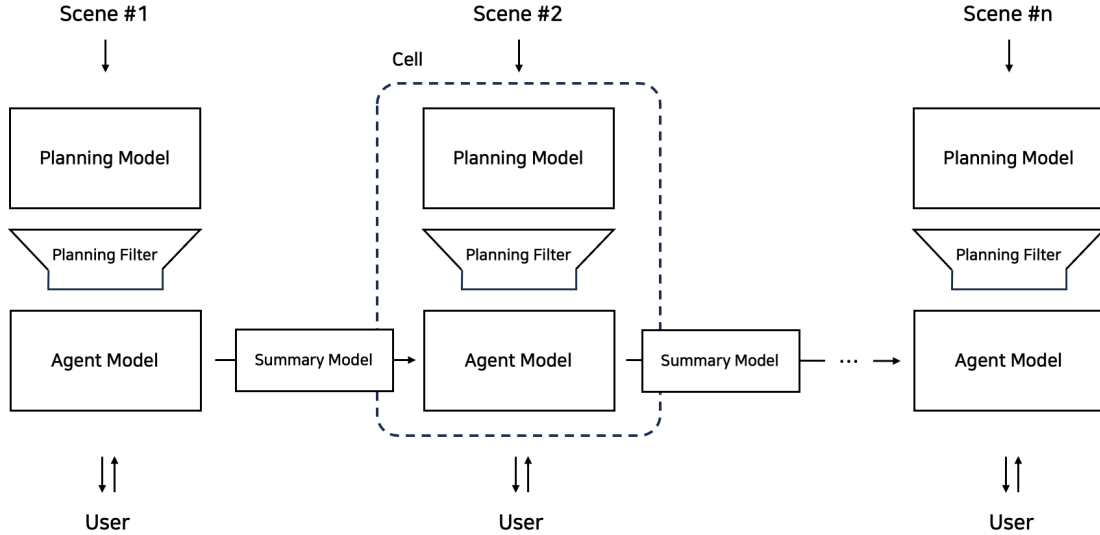 Scene #1
Scene #2
Scene #n
Cell
Planning Model
Planning Model
Planning Model
Planning Filter
Planning Filter
Planning Filter
Agent Model
Summary Model
Agent Model
Summary Model
...
Agent Model
User
User
User